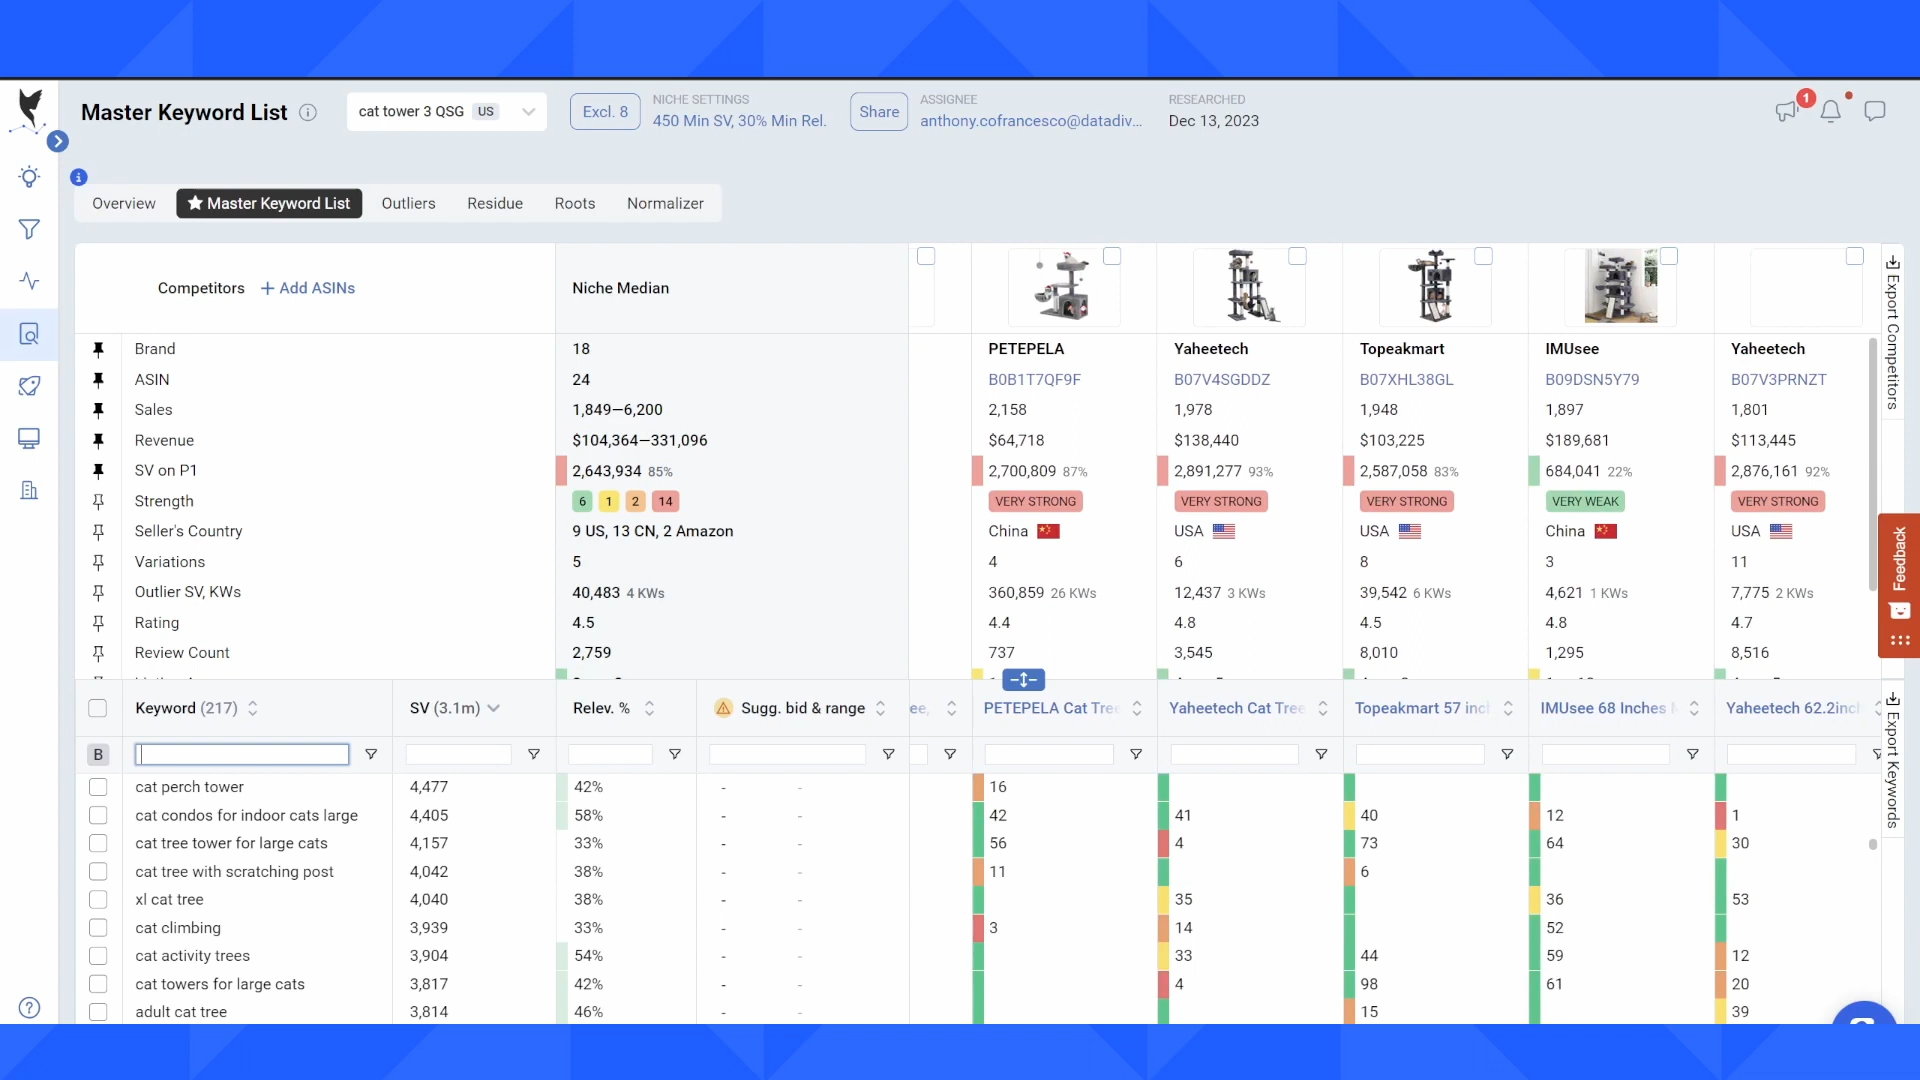 Master Keyword List
cat tower 3 QSG US
Excl. 8
NICHE SETTINGS
450 Min SV, 30% Min Rel.
Share
ASSIGNEE
anthony.cofrancesco@datadiv...
RESEARCHED
Dec 13, 2023
1
Overview
Master Keyword List
Outliers
Residue
Roots
Normalizer
Competitors + Add ASINs
Niche Median
Export Competitors
Brand 18 PETEPELA Yaheetech Topeakmart IMUsee Yaheetech
ASIN 24 B0B1T7QF9F B07V4SGDDZ B07XHL38GL B09DSN5Y79 B07V3PRNZT
Sales 1,849—6,200 2,158 1,978 1,948 1,897 1,801
Revenue $104,364—331,096 $64,718 $138,440 $103,225 $189,681 $113,445
SV on P1 2,643,934 85% 2,700,809 87% 2,891,277 93% 2,587,058 83% 684,041 22% 2,876,161 92%
Strength 6 1 2 14 VERY STRONG VERY STRONG VERY STRONG VERY WEAK VERY STRONG
Seller's Country 9 US, 13 CN, 2 Amazon China USA USA China USA
Variations 5 4 6 8 3 11
Outlier SV, KWs 40,483 4 KWs 360,859 26 KWs 12,437 3 KWs 39,542 6 KWs 4,621 1 KWs 7,775 2 KWs
Rating 4.5 4.4 4.8 4.5 4.8 4.7
Review Count 2,759 737 3,545 8,010 1,295 8,516
Feedback
Keyword (217) SV (3.1m) Relev. % Sugg. bid & range ee, PETEPELA Cat Tree Yaheetech Cat Tree Topeakmart 57 inch IMUsee 68 Inches Yaheetech 62.2inch
Export Keywords
B
cat perch tower 4,477 42% - - 16
cat condos for indoor cats large 4,405 58% - - 42 41 40 12 1
cat tree tower for large cats 4,157 33% - - 56 4 73 64 30
cat tree with scratching post 4,042 38% - - 11 6
xl cat tree 4,040 38% - - 35 36 53
cat climbing 3,939 33% - - 3 14 52
cat activity trees 3,904 54% - - 33 44 59 12
cat towers for large cats 3,817 42% - - 4 98 61 20
adult cat tree 3,814 46% - - 15 39